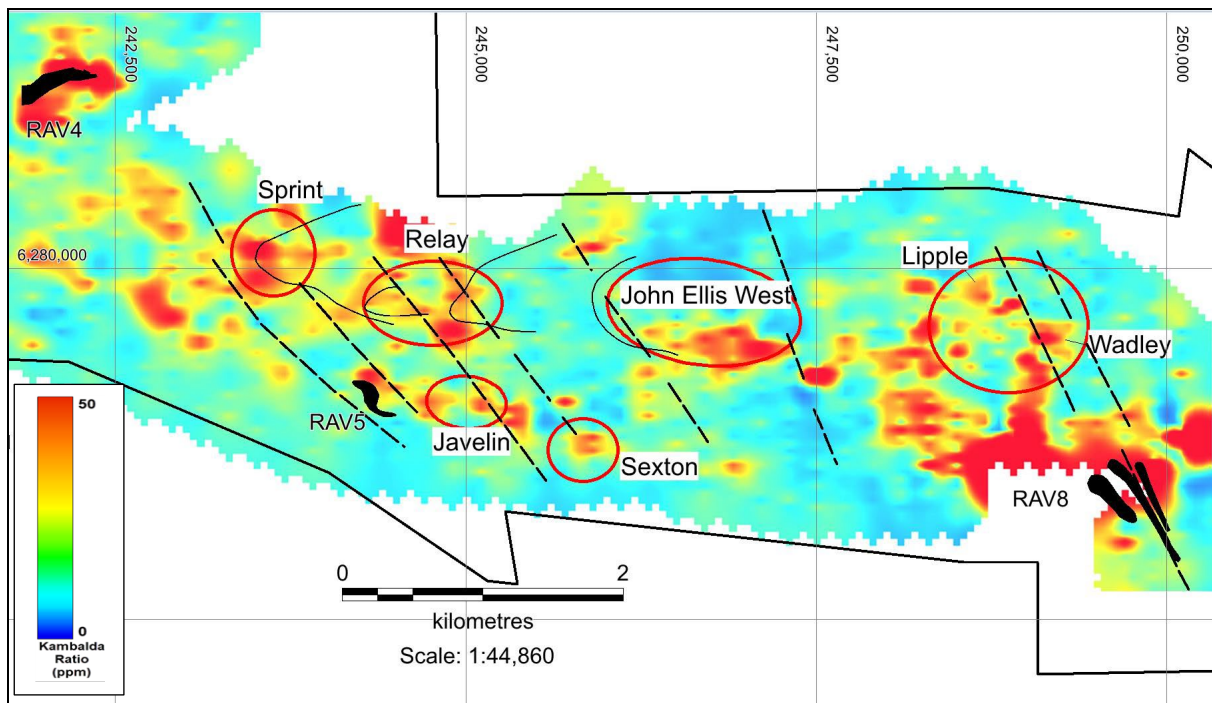 242,500
245,000
247,500
250,000
RAV4
Sprint
Relay
6,280,000
Lipple
John Ellis West
Wadley
RAV5
Javelin
Sexton
RAV8
50
0
Kambalda
Ratio
(ppm)
0 2
kilometres
Scale: 1:44,860